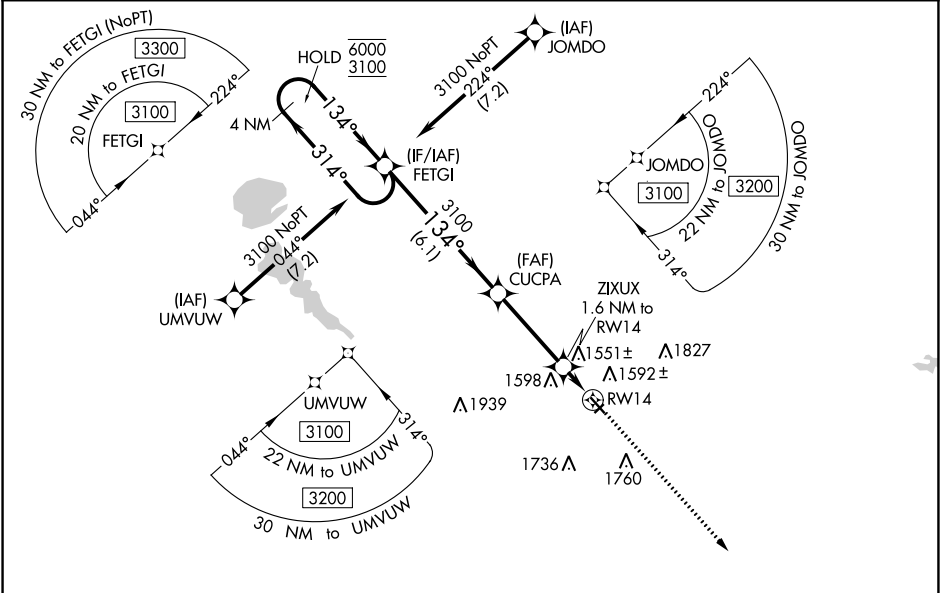 30 NM to FETGI (NoPT)
3300
20 NM to FETGI
3100
FETGI
224°
044°
HOLD
6000
3100
4 NM
134°
314°
(IF/IAF)
FETGI
(IAF)
JOMDO
3100 NoPT
224°
(7.2)
3100 NoPT
044°
(7.2)
(IAF)
UMVUW
3100
134°
(6.1)
(FAF)
CUCPA
ZIXUX
1.6 NM to
RW14
1551±
1827
1598
1592±
RW14
1939
1736
1760
224°
JOMDO
3100
22 NM to JOMDO
3200
30 NM to JOMDO
314°
UMVUW
3100
044°
314°
22 NM to UMVUW
3200
30 NM to UMVUW